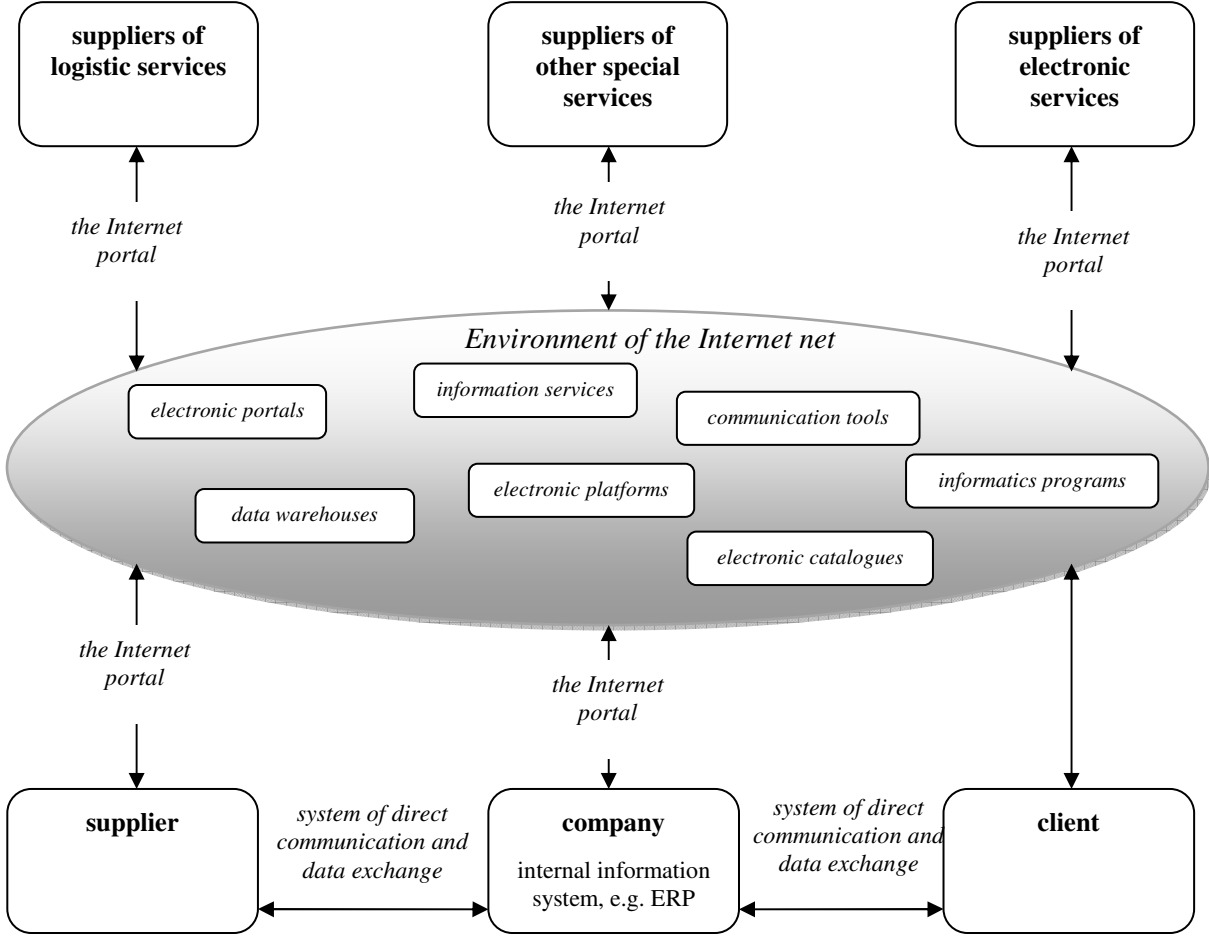 suppliers of
logistic services
suppliers of
other special
services
suppliers of
electronic
services
the Internet
portal
the Internet
portal
the Internet
portal
Environment of the Internet net
information services
electronic portals
communication tools
informatics programs
electronic platforms
data warehouses
electronic catalogues
the Internet
portal
the Internet
portal
supplier
system of direct
communication and
data exchange
company
internal information
system, e.g. ERP
system of direct
communication and
data exchange
client